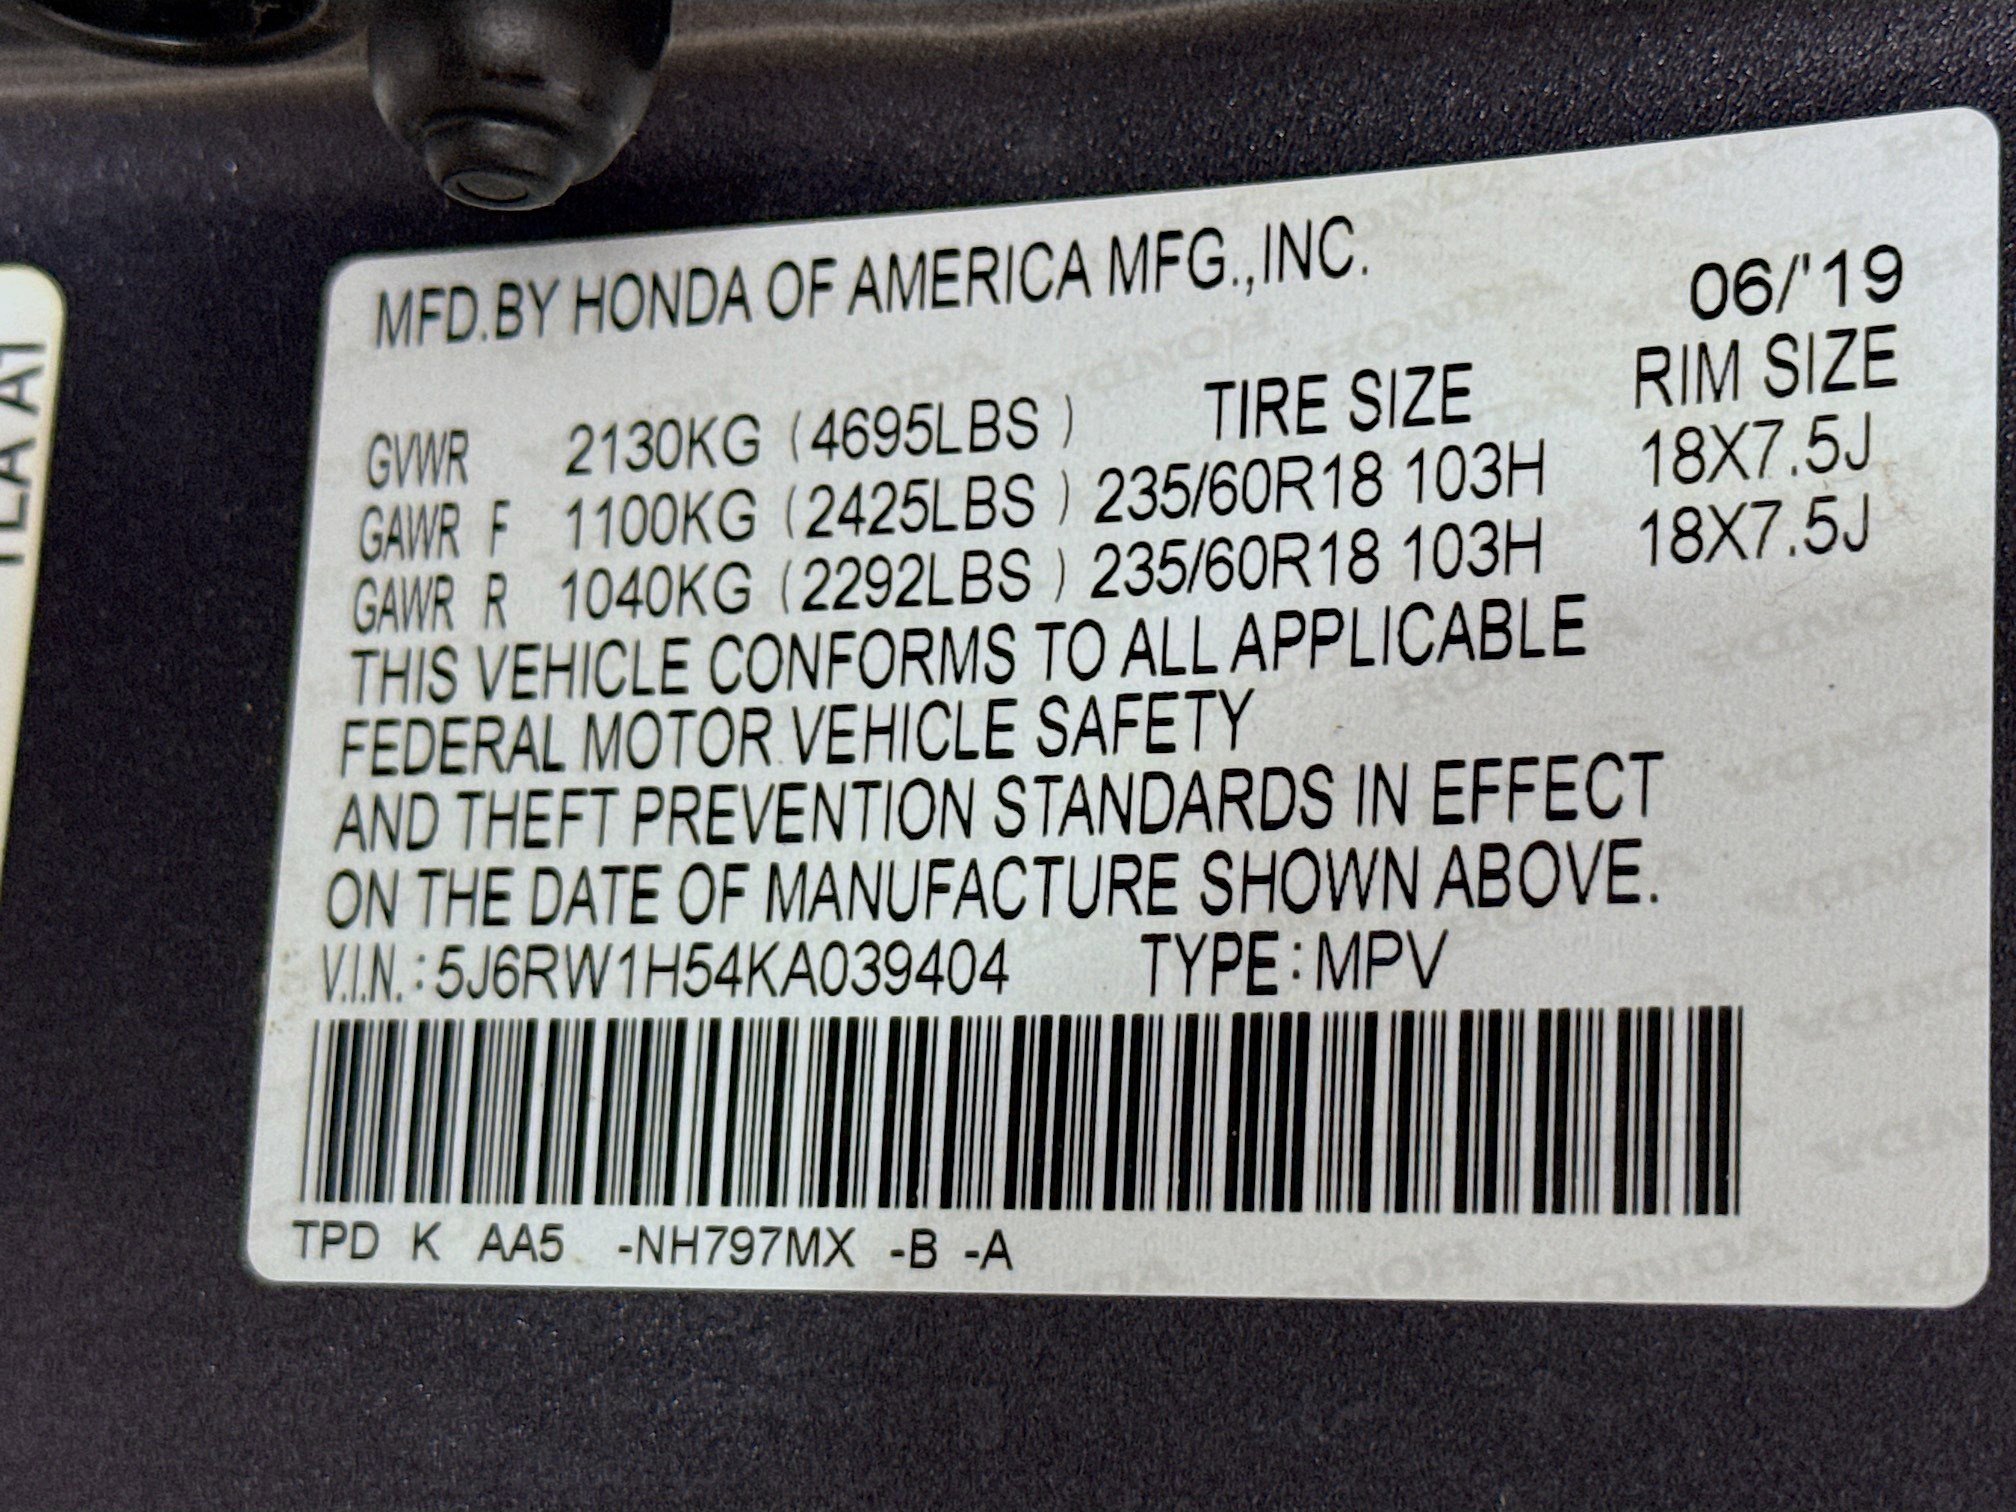 MFD.BY HONDA OF AMERICA MFG.,INC.
06/'19
TIRE SIZE RIM SIZE
GVWR 2130KG (4695LBS )
GAWR F 1100KG (2425LBS ) 235/60R18 103H 18X7.5J
GAWR R 1040KG (2292LBS ) 235/60R18 103H 18X7.5J
THIS VEHICLE CONFORMS TO ALL APPLICABLE
FEDERAL MOTOR VEHICLE SAFETY
AND THEFT PREVENTION STANDARDS IN EFFECT
ON THE DATE OF MANUFACTURE SHOWN ABOVE.
V.I.N.:5J6RW1H54KA039404 TYPE:MPV
TPD K AA5 -NH797MX -B -A
TLA A1